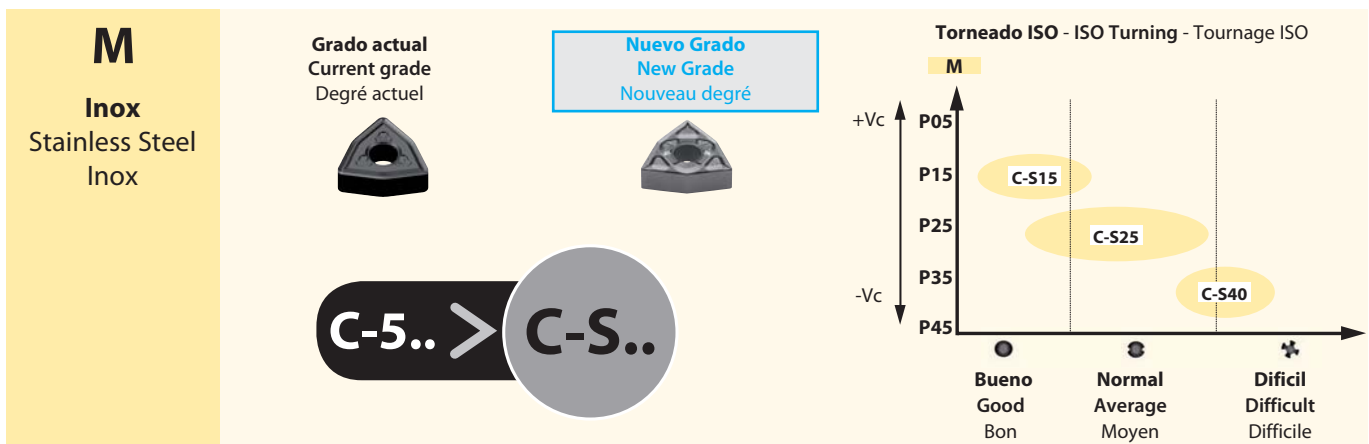 M
Inox
Stainless Steel
Inox
Grado actual
Current grade
Degré actuel
Nuevo Grado
New Grade
Nouveau degré
C-5.. > C-S..
Torneado ISO - ISO Turning - Tournage ISO
M
+Vc
-Vc
P05
P15
P25
P35
P45
C-S15
C-S25
C-S40
Bueno
Good
Bon
Normal
Average
Moyen
Dificil
Difficult
Difficile